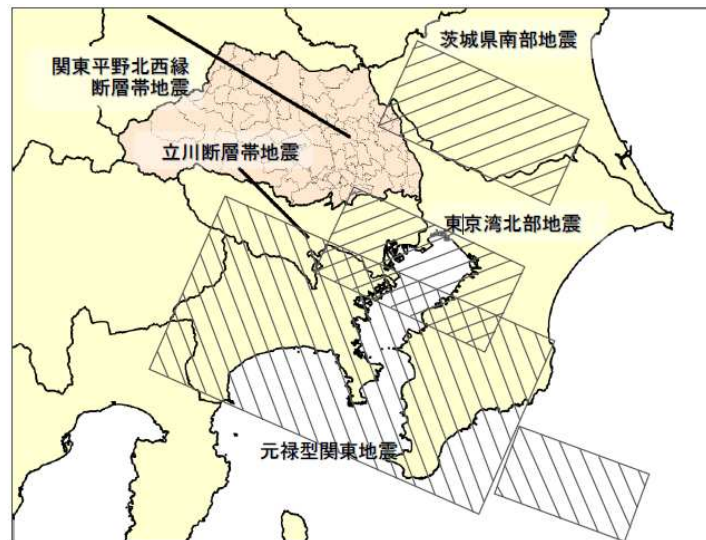 茨城県南部地震
関東平野北西縁
断層帯地震
立川断層帯地震
東京湾北部地震
元禄型関東地震